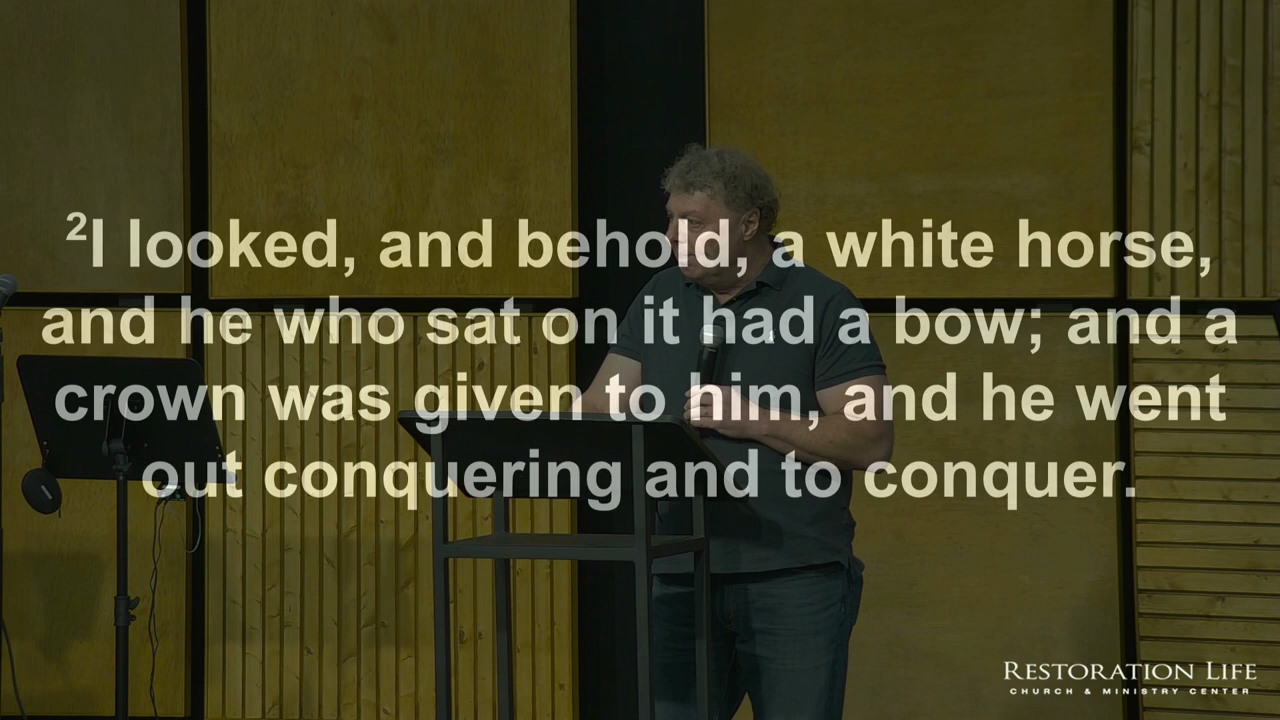 ²I looked, and behold, a white horse,
and he who sat on it had a bow; and a
crown was given to him, and he went
out conquering and to conquer.
RESTORATION LIFE
CHURCH & MINISTRY CENTER